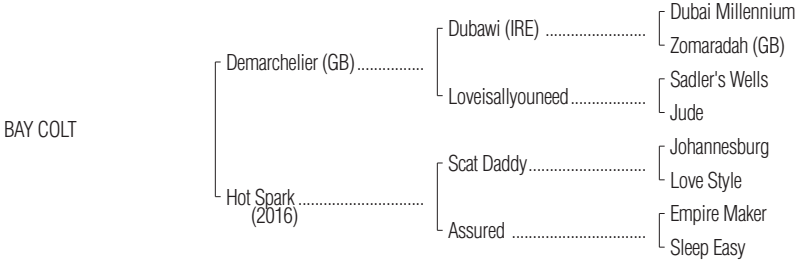 Dubai Millennium
Dubawi (IRE) ........................
Zomaradah (GB)
Demarchelier (GB)................
Sadler's Wells
Loveisallyouneed..................
Jude
BAY COLT
Johannesburg
Scat Daddy............................
Love Style
Hot Spark ..............................
(2016)
Empire Maker
Assured ................................
Sleep Easy